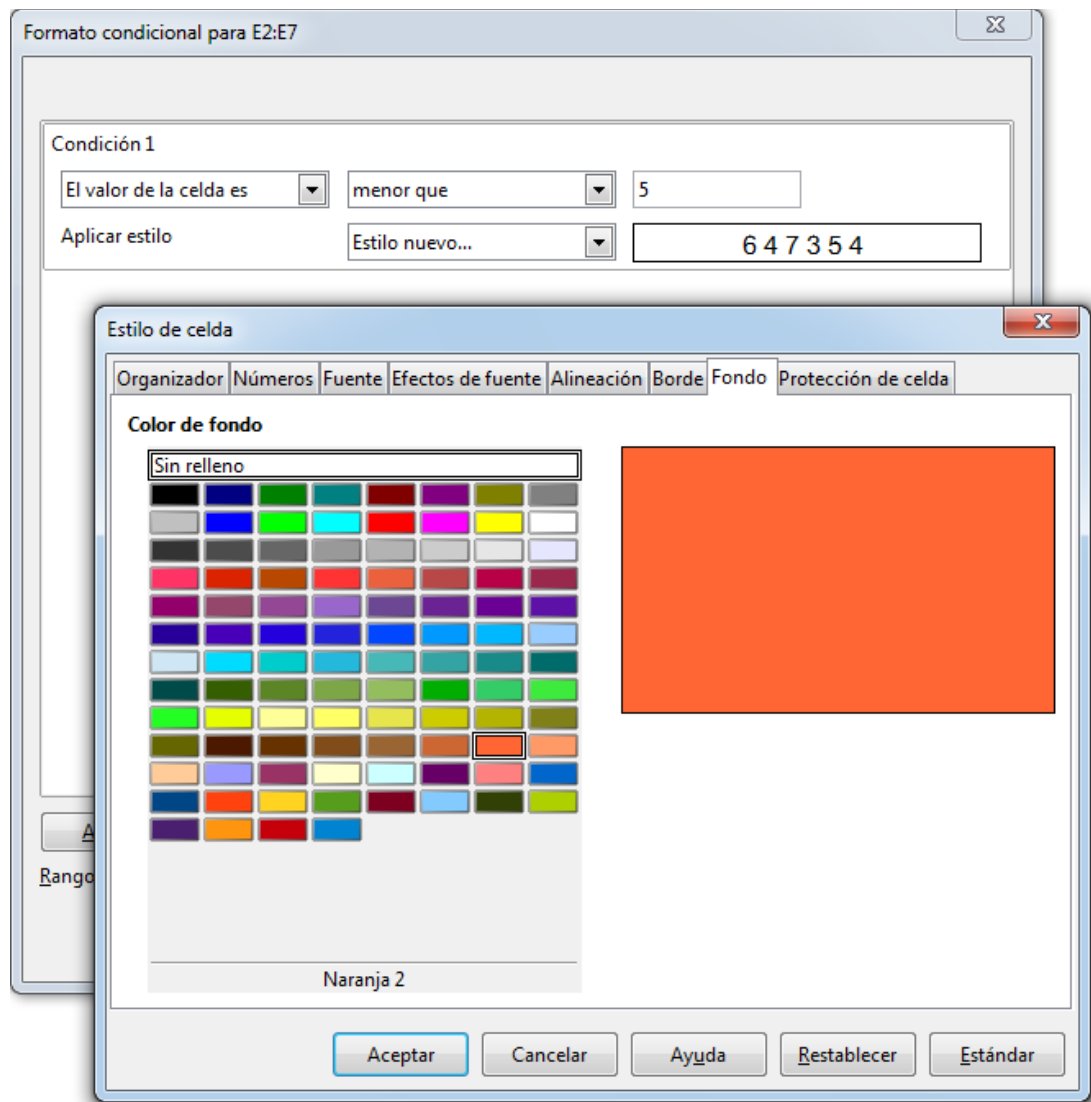 Formato condicional para E2:E7
Condición 1
El valor de la celda es menor que 5
Aplicar estilo Estilo nuevo... 6 4 7 3 5 4
Estilo de celda
Organizador Números Fuente Efectos de fuente Alineación Borde Fondo Protección de celda
Color de fondo
Sin relleno
A
Rango
Naranja 2
Aceptar Cancelar Ayuda Restablecer Estándar